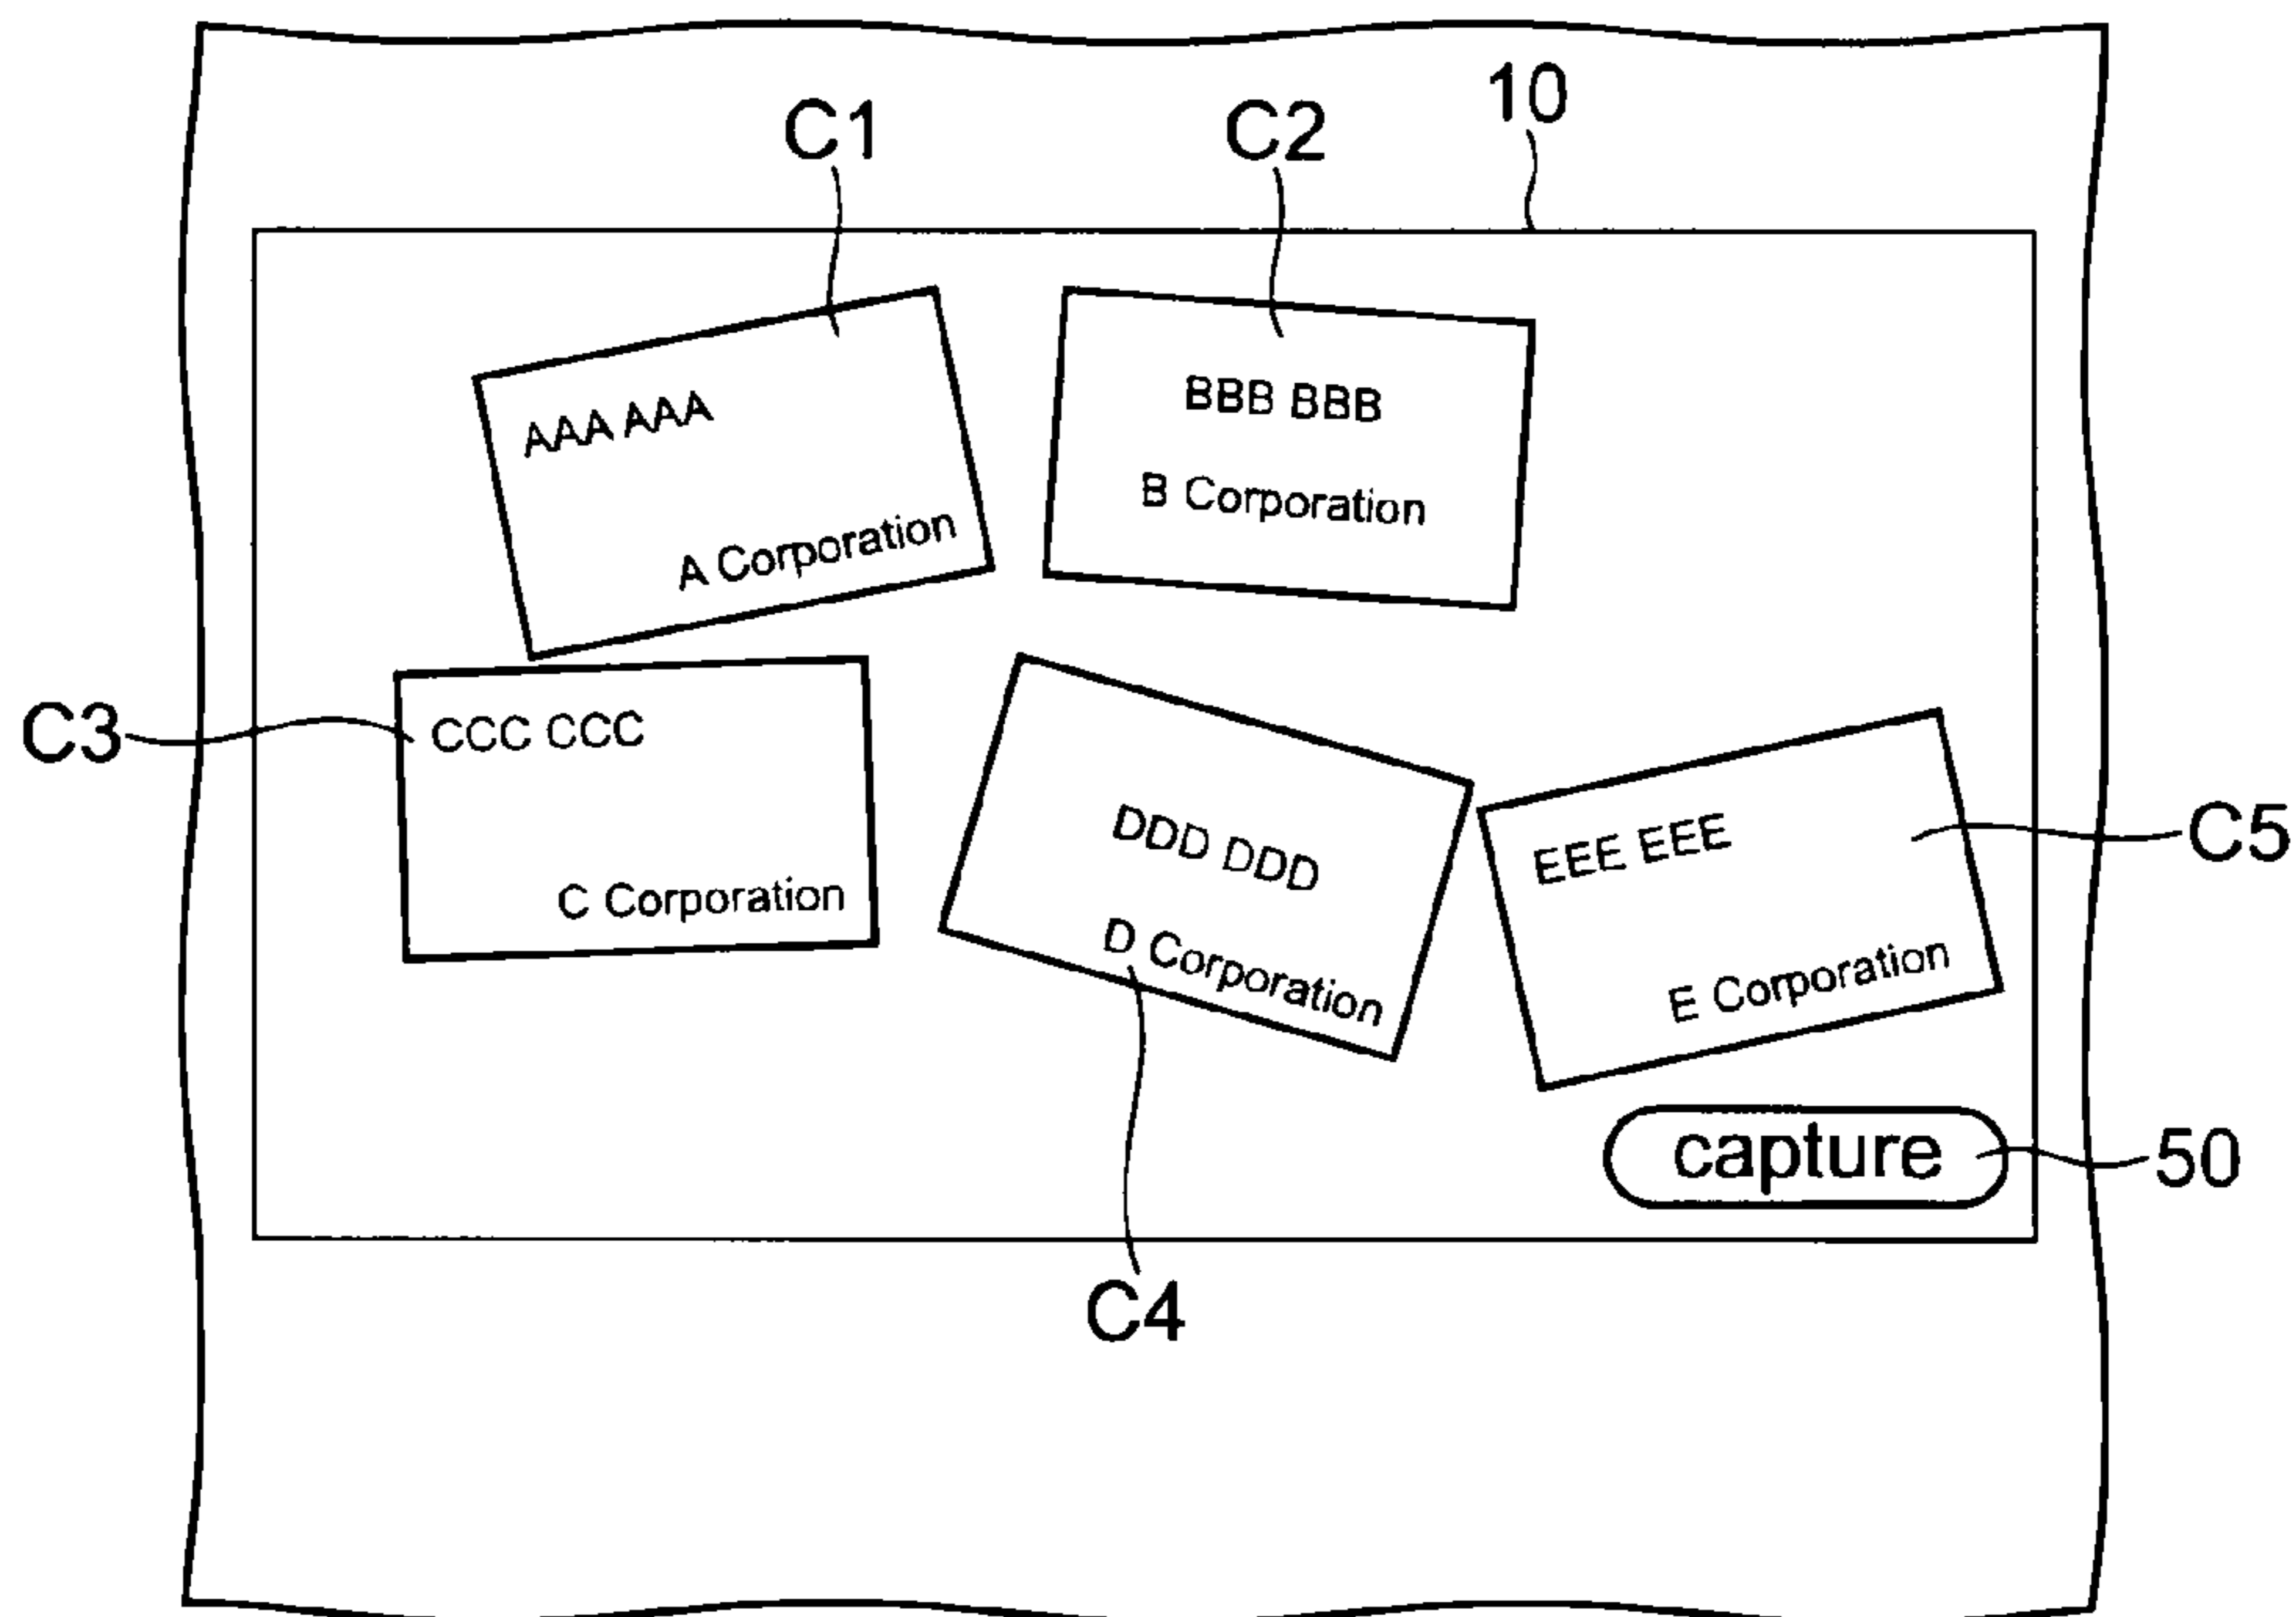 10
C1
C2
AAA AAA
A Corporation
BBB BBB
B Corporation
C3
CCC CCC
C Corporation
DDD DDD
D Corporation
EEE EEE
E Corporation
C5
capture
50
C4